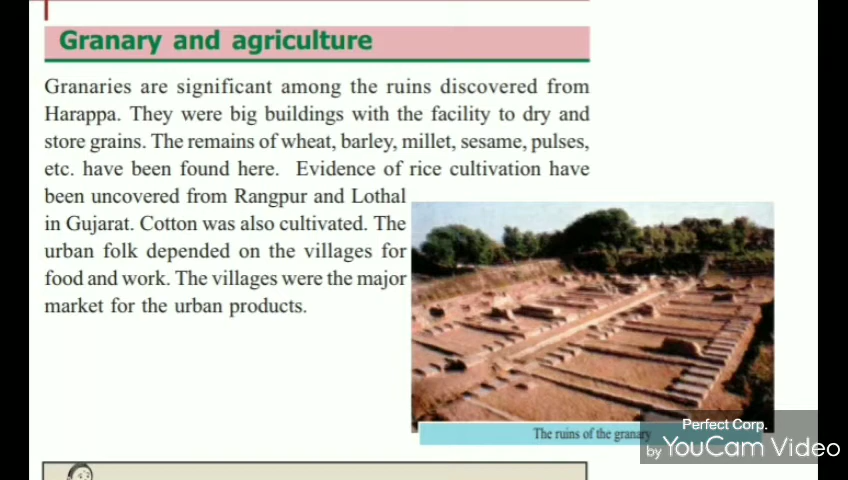 Granary and agriculture
Granaries are significant among the ruins discovered from
Harappa. They were big buildings with the facility to dry and
store grains. The remains of wheat, barley, millet, sesame, pulses,
etc. have been found here. Evidence of rice cultivation have
been uncovered from Rangpur and Lothal
in Gujarat. Cotton was also cultivated. The
urban folk depended on the villages for
food and work. The villages were the major
market for the urban products.
The ruins of the granary
Perfect Corp.
by YouCam Video